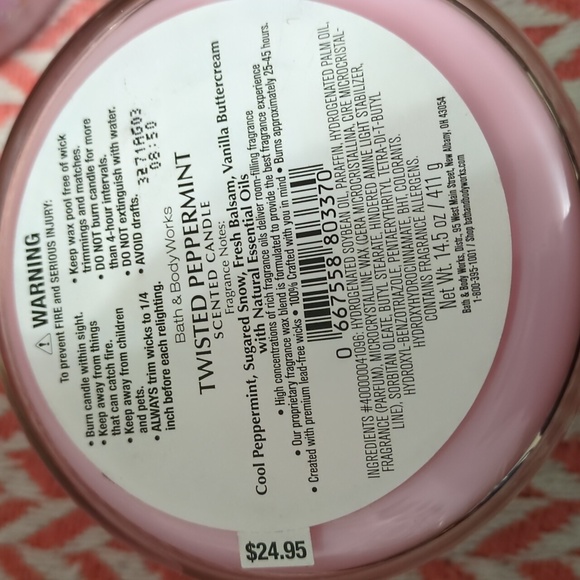 ⚠ WARNING
To prevent FIRE and SERIOUS INJURY:
• Burn candle within sight.
• Keep away from things
that can catch fire.
• Keep away from children
and pets.
• ALWAYS trim wicks to 1/4
inch before each relighting.
• Keep wax pool free of wick
trimmings and matches.
• DO NOT burn candle for more
than 4-hour intervals.
• DO NOT extinguish with water.
• AVOID drafts.
3271AG03
08:50
Bath & Body Works
TWISTED PEPPERMINT
SCENTED CANDLE
Fragrance Notes:
Cool Peppermint, Sugared Snow, Fresh Balsam, Vanilla Buttercream
with Natural Essential Oils
• High concentrations of rich fragrance oils deliver room-filling fragrance
• Our proprietary fragrance wax blend is formulated to provide the best fragrance experience
• Created with premium lead-free wicks • 100% Crafted with you in mind • Burns approximately 25-45 hours.
0 667558 803370
INGREDIENTS #40000041086: HYDROGENATED SOYBEAN OIL, PARAFFIN, HYDROGENATED PALM OIL,
FRAGRANCE (PARFUM), MICROCRYSTALLINE WAX (CERA MICROCRISTALLINA, CIRE MICROCRISTAL-
LINE), SORBITAN OLEATE, BUTYL STEARATE, HINDERED AMINE LIGHT STABILIZER,
HYDROXYL-BENZOTRIAZOLE PENTAERYTHRITYL TETRA-DI-T-BUTYL
HYDROXYHYDROCINNAMATE, BHT, COLORANTS.
CONTAINS FRAGRANCE ALLERGENS.
Net Wt. 14.5 oz / 411 g
Bath & Body Works, Distr., 95 West Main Street, New Albany, OH 43054
1-800-395-1001 / Shop bathandbodyworks.com
$24.95